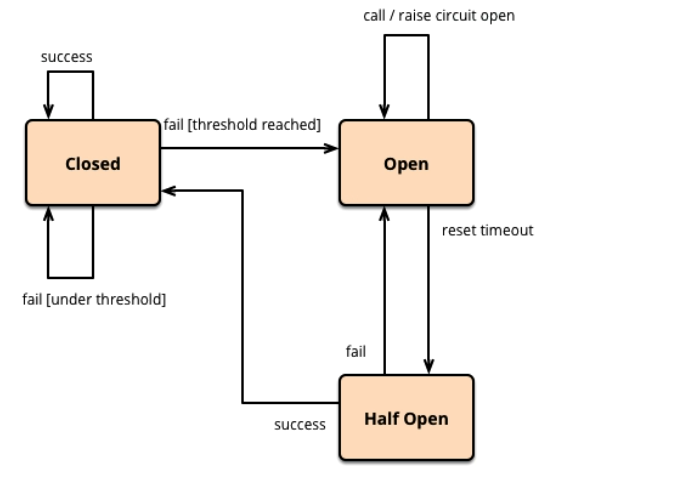 call / raise circuit open
success
fail [threshold reached]
Closed
Open
reset timeout
fail [under threshold]
fail
Half Open
success